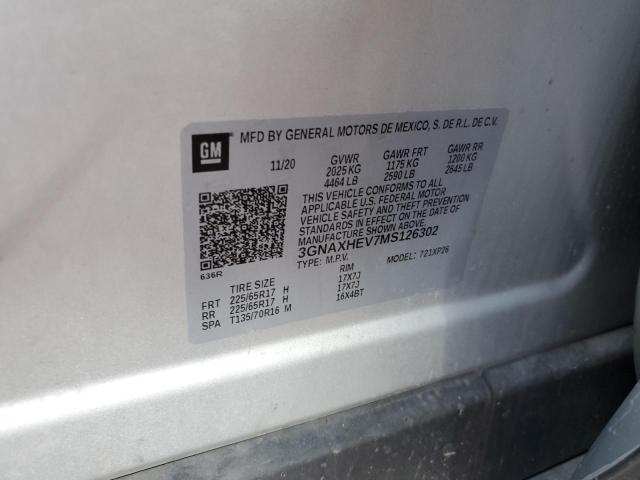 GM MFD BY GENERAL MOTORS DE MEXICO, S. DE R.L. DE C.V.
11/20 GVWR GAWR FRT GAWR RR
2025 KG 1175 KG 1200 KG
4464 LB 2590 LB 2645 LB
THIS VEHICLE CONFORMS TO ALL
APPLICABLE U.S. FEDERAL MOTOR
VEHICLE SAFETY AND THEFT
PREVENTION STANDARDS IN
EFFECT ON THE DATE OF
MANUFACTURE SHOWN ABOVE.
3GNAXHEV7MS126302
TYPE: M.P.V. MODEL: 721XP26
636R
TIRE SIZE RIM
FRT 225/65R17 H 17X7J
RR 225/65R17 H 17X7J
SPA T135/70R16 M 16X4BT